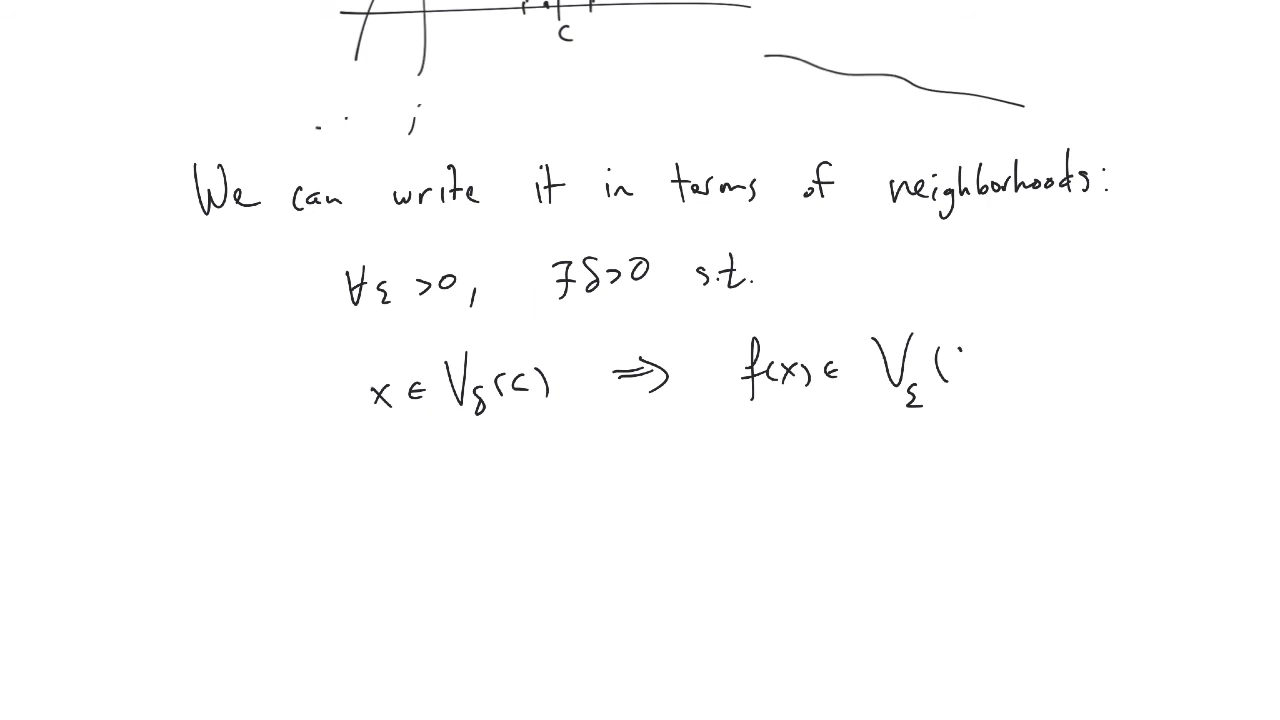 C
We can write it in terms of neighborhoods:
∀ε >0, ∃δ>0 s.t.
x ∈ V_δ(c) ⟹ f(x) ∈ V_ε (